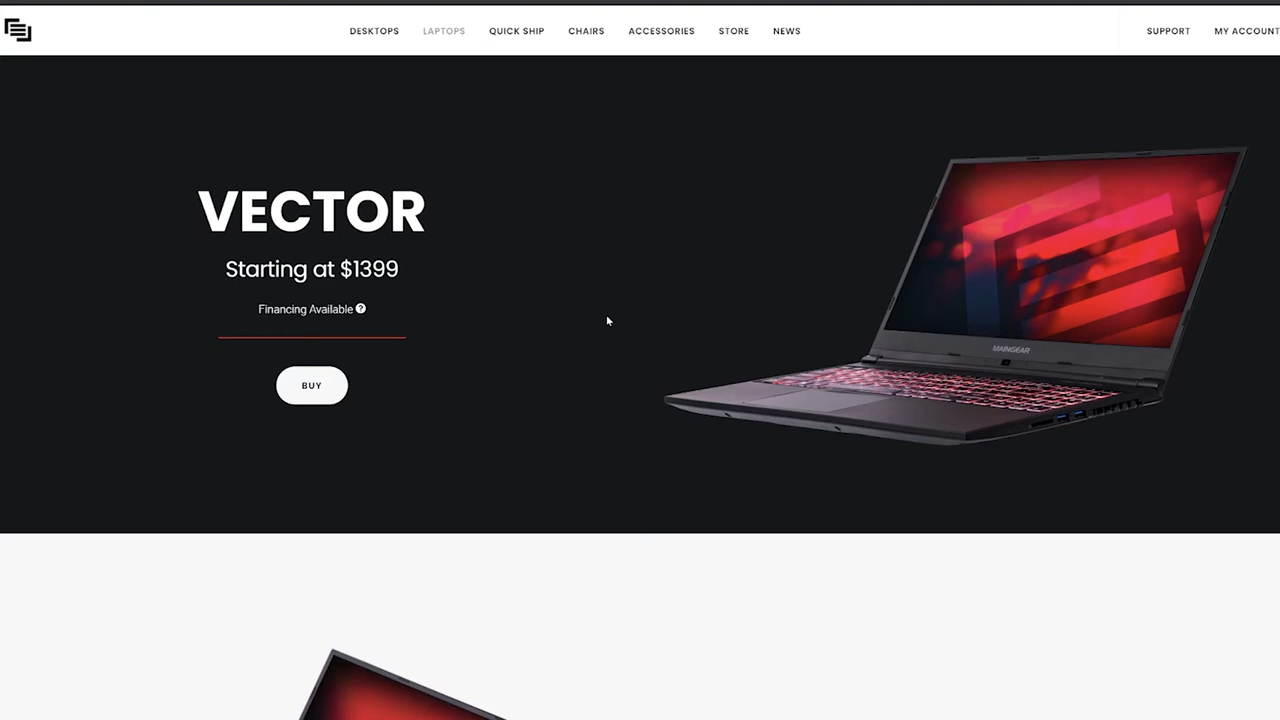 DESKTOPS LAPTOPS QUICK SHIP CHAIRS ACCESSORIES STORE NEWS SUPPORT MY ACCOUNT
VECTOR
Starting at $1399
Financing Available ?
BUY
MAINGEAR